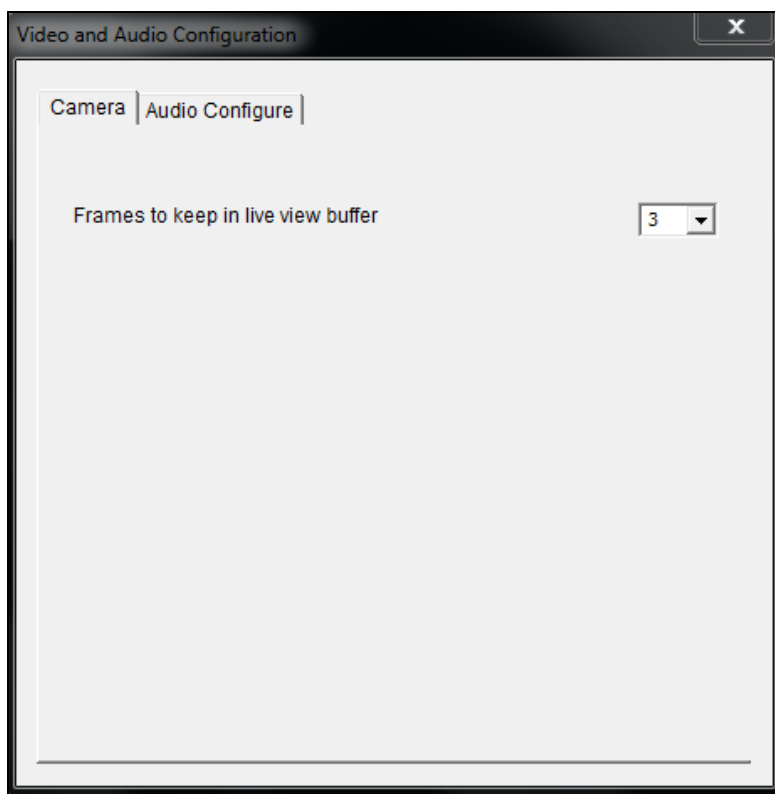 Video and Audio Configuration
Camera
Audio Configure
Frames to keep in live view buffer
3